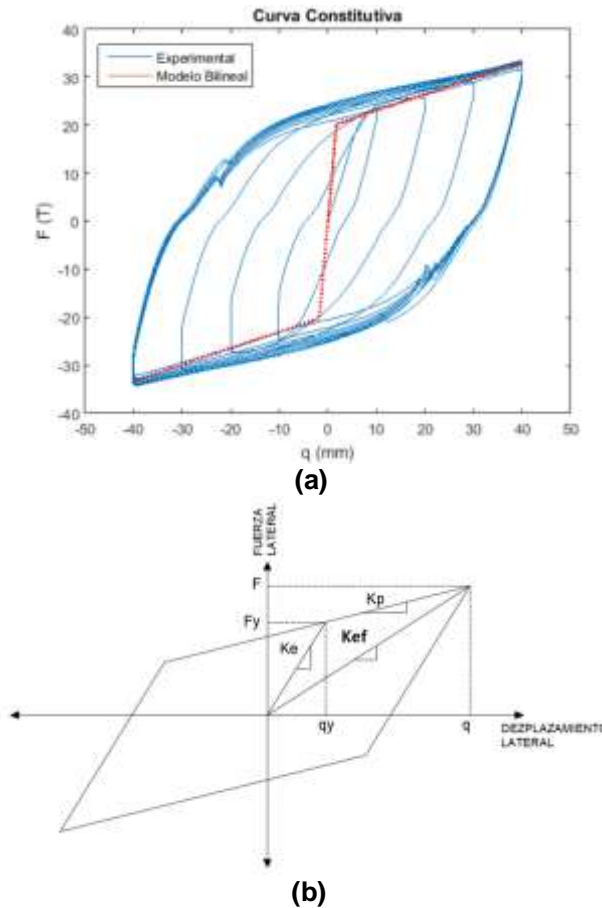 Curva Constitutiva
Experimental
Modelo Bilineal
40
30
20
10
0
-10
-20
-30
-40
F (T)
-50 -40 -30 -20 -10 0 10 20 30 40 50
q (mm)
(a)
FUERZA
LATERAL
F
Kp
Fy
Ke
Kef
qy
q
DEZPLAZAMIENTO
LATERAL
(b)